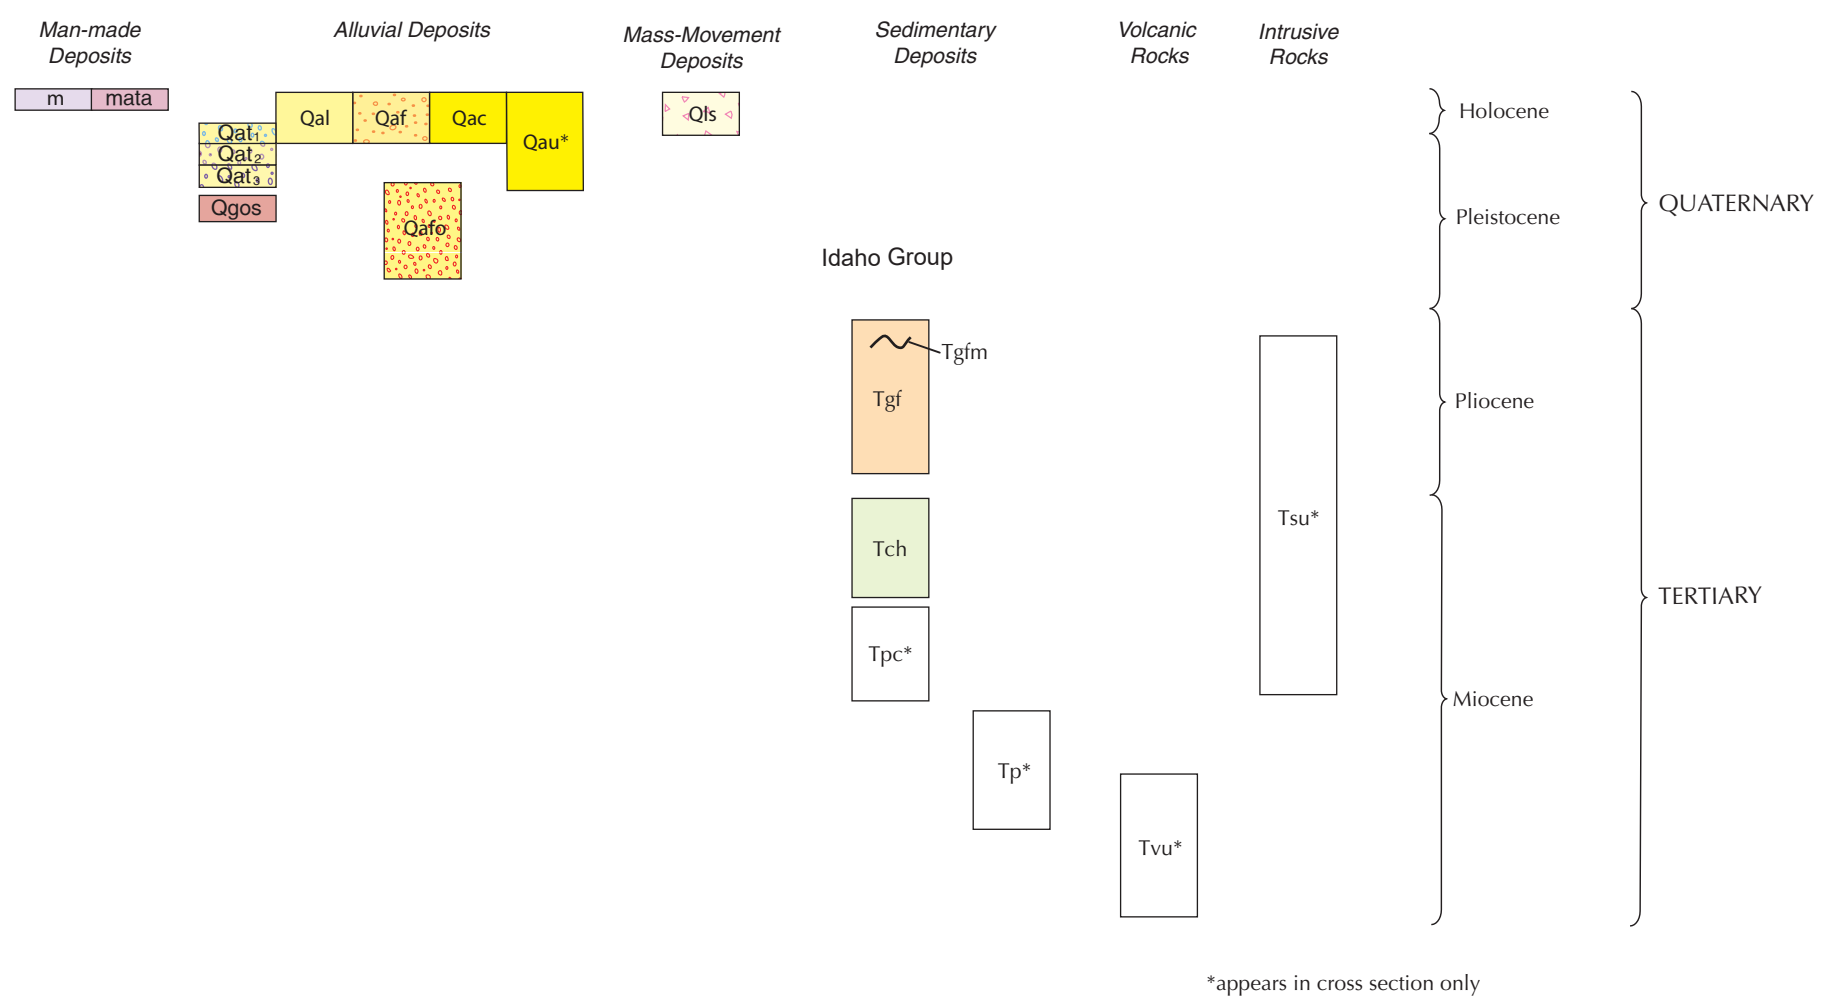 Man-made
Deposits
Alluvial Deposits
Mass-Movement
Deposits
Sedimentary
Deposits
Volcanic
Rocks
Intrusive
Rocks
m
mata
Qal
Qaf
Qac
Qau*
Qat1
Qat2
Qat3
Qgos
Qafo
Qls
Holocene
Pleistocene
QUATERNARY
Idaho Group
Tgfm
Tgf
Pliocene
Tch
Tsu*
TERTIARY
Tpc*
Miocene
Tp*
Tvu*
*appears in cross section only